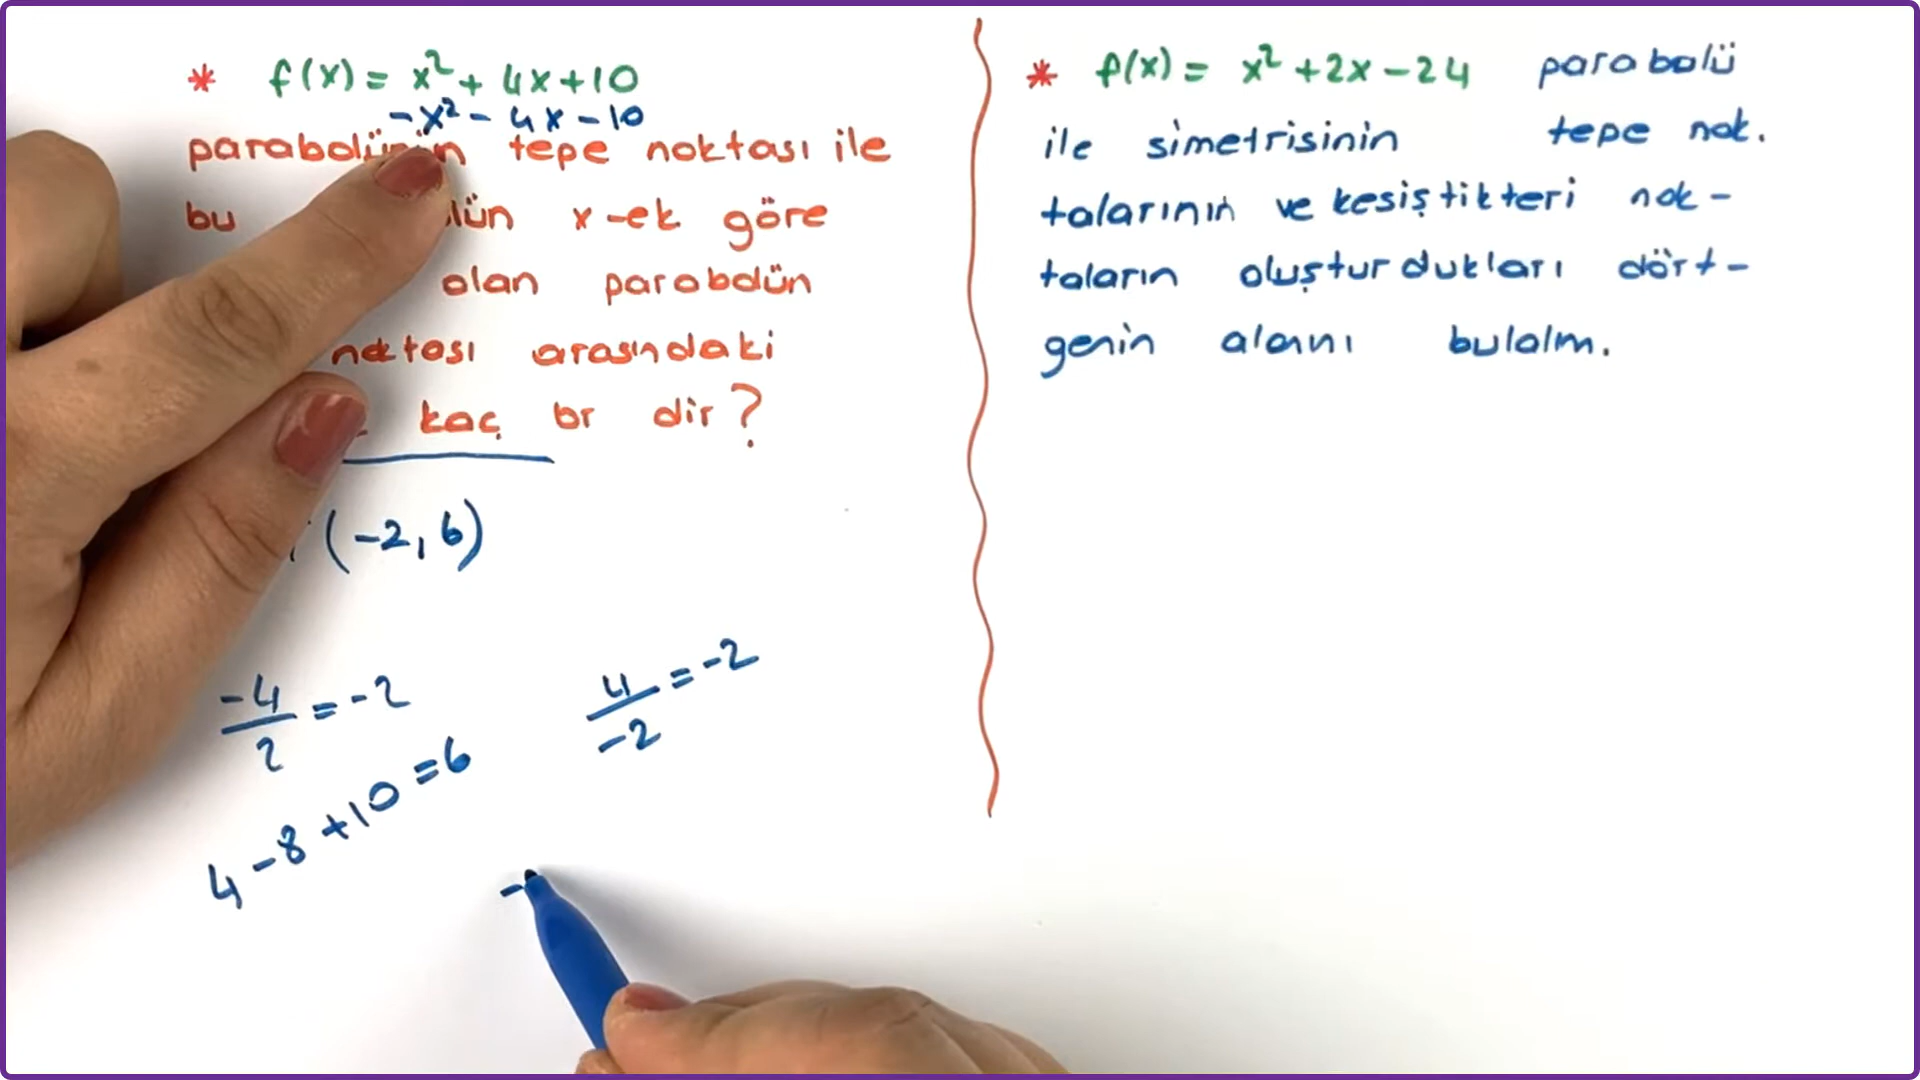 * f(x) = x² + 4x + 10
-x² - 4x - 10
parabolünün tepe noktası ile
bu lün x-ek göre
olan parabolün
noktası arasındaki
kaç br dir?
(-2, 6)
-4/2 = -2
4/-2 = -2
4 - 8 + 10 = 6
-
* f(x) = x² + 2x - 24 parabolü
ile simetrisinin tepe nok.
talarının ve kesiştikleri nok-
taların oluşturdukları dört-
genin alanı bulalm.